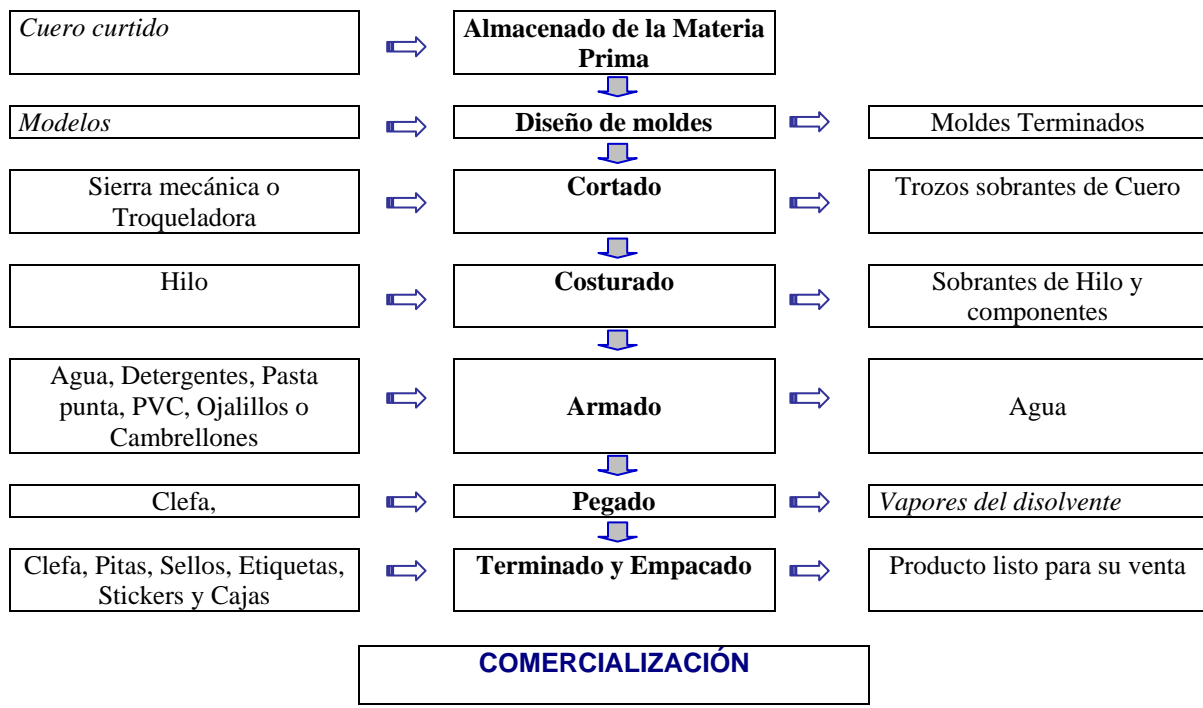 Cuero curtido
Almacenado de la Materia
Prima
Modelos
Diseño de moldes
Moldes Terminados
Sierra mecánica o
Troqueladora
Cortado
Trozos sobrantes de Cuero
Hilo
Costurado
Sobrantes de Hilo y
componentes
Agua, Detergentes, Pasta
punta, PVC, Ojalillos o
Cambrellones
Armado
Agua
Clefa,
Pegado
Vapores del disolvente
Clefa, Pitas, Sellos, Etiquetas,
Stickers y Cajas
Terminado y Empacado
Producto listo para su venta
COMERCIALIZACIÓN